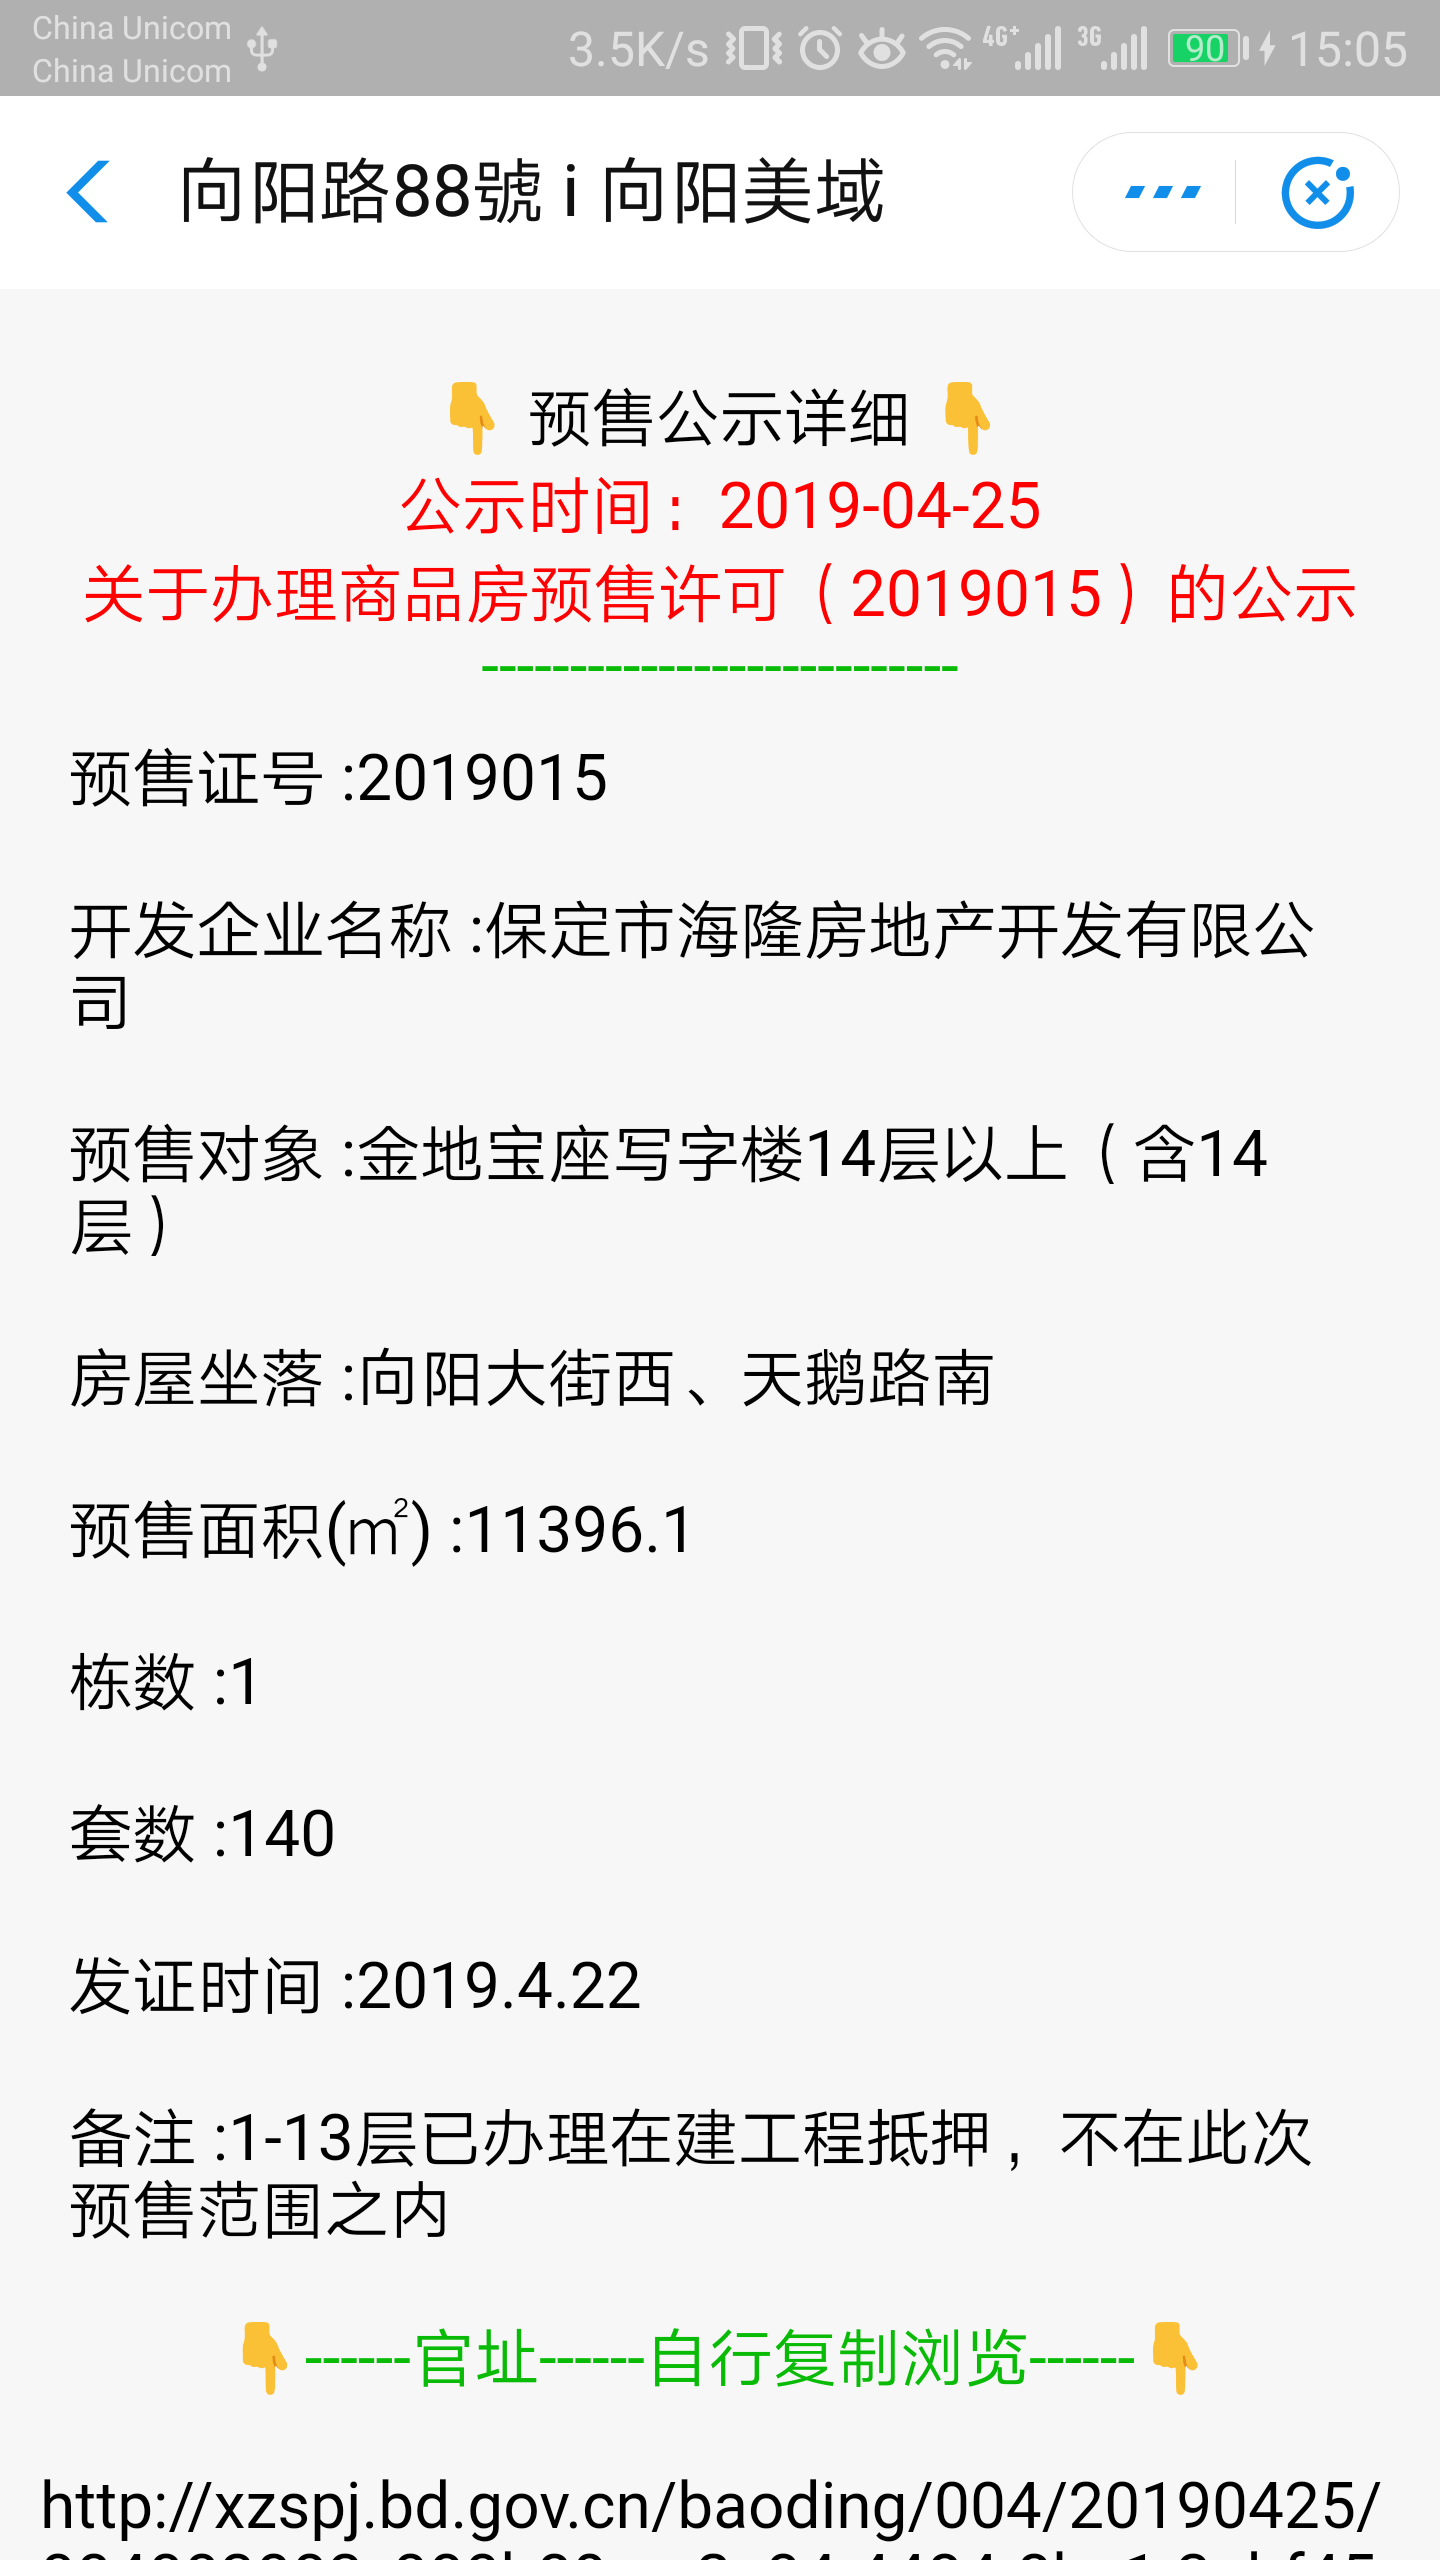 China Unicom
China Unicom
3.5K/s 4G+ 3G 90 15:05
向阳路88號 i 向阳美域
👇 预售公示详细 👇
公示时间：2019-04-25
关于办理商品房预售许可（2019015）的公示
---------------------------
预售证号 :2019015
开发企业名称 :保定市海隆房地产开发有限公
司
预售对象 :金地宝座写字楼14层以上（含14
层）
房屋坐落 :向阳大街西、天鹅路南
预售面积(㎡) :11396.1
栋数 :1
套数 :140
发证时间 :2019.4.22
备注 :1-13层已办理在建工程抵押，不在此次
预售范围之内
👇------官址------自行复制浏览------👇
http://xzspj.bd.gov.cn/baoding/004/20190425/